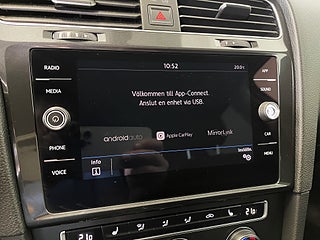 RADIO
10:52
20.0°C
APP
MEDIA
Välkommen till App-Connect.
Anslut en enhet via USB.
SOUND
androidauto
Apple CarPlay
MirrorLink
CAR
PHONE
Info
Inställn.
MENU
VOICE